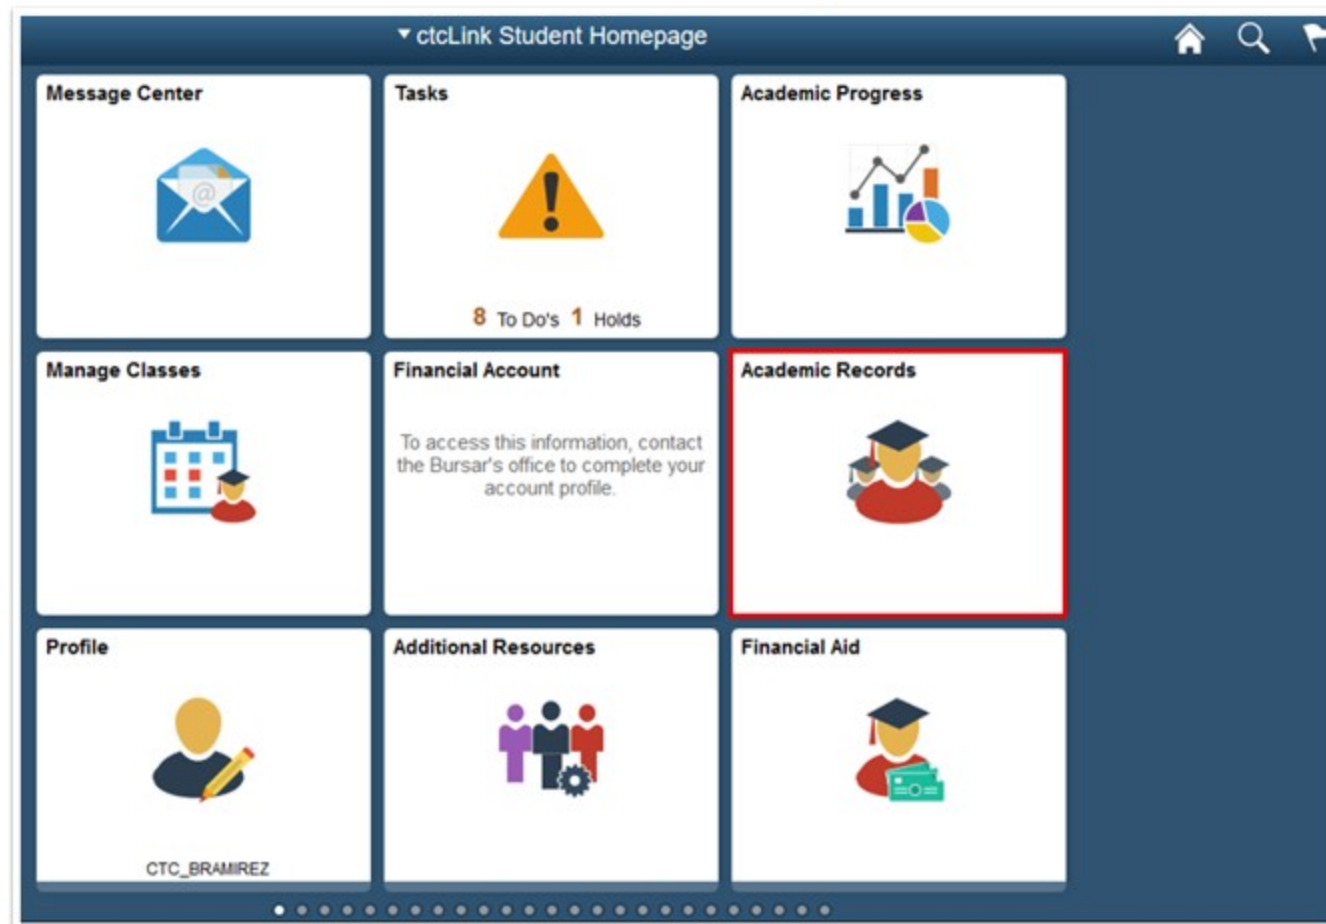 ctcLink Student Homepage
Message Center
Tasks
Academic Progress
@
8 To Do's 1 Holds
Manage Classes
Financial Account
Academic Records
To access this information, contact
the Bursar's office to complete your
account profile.
Profile
Additional Resources
Financial Aid
CTC_BRAMIREZ